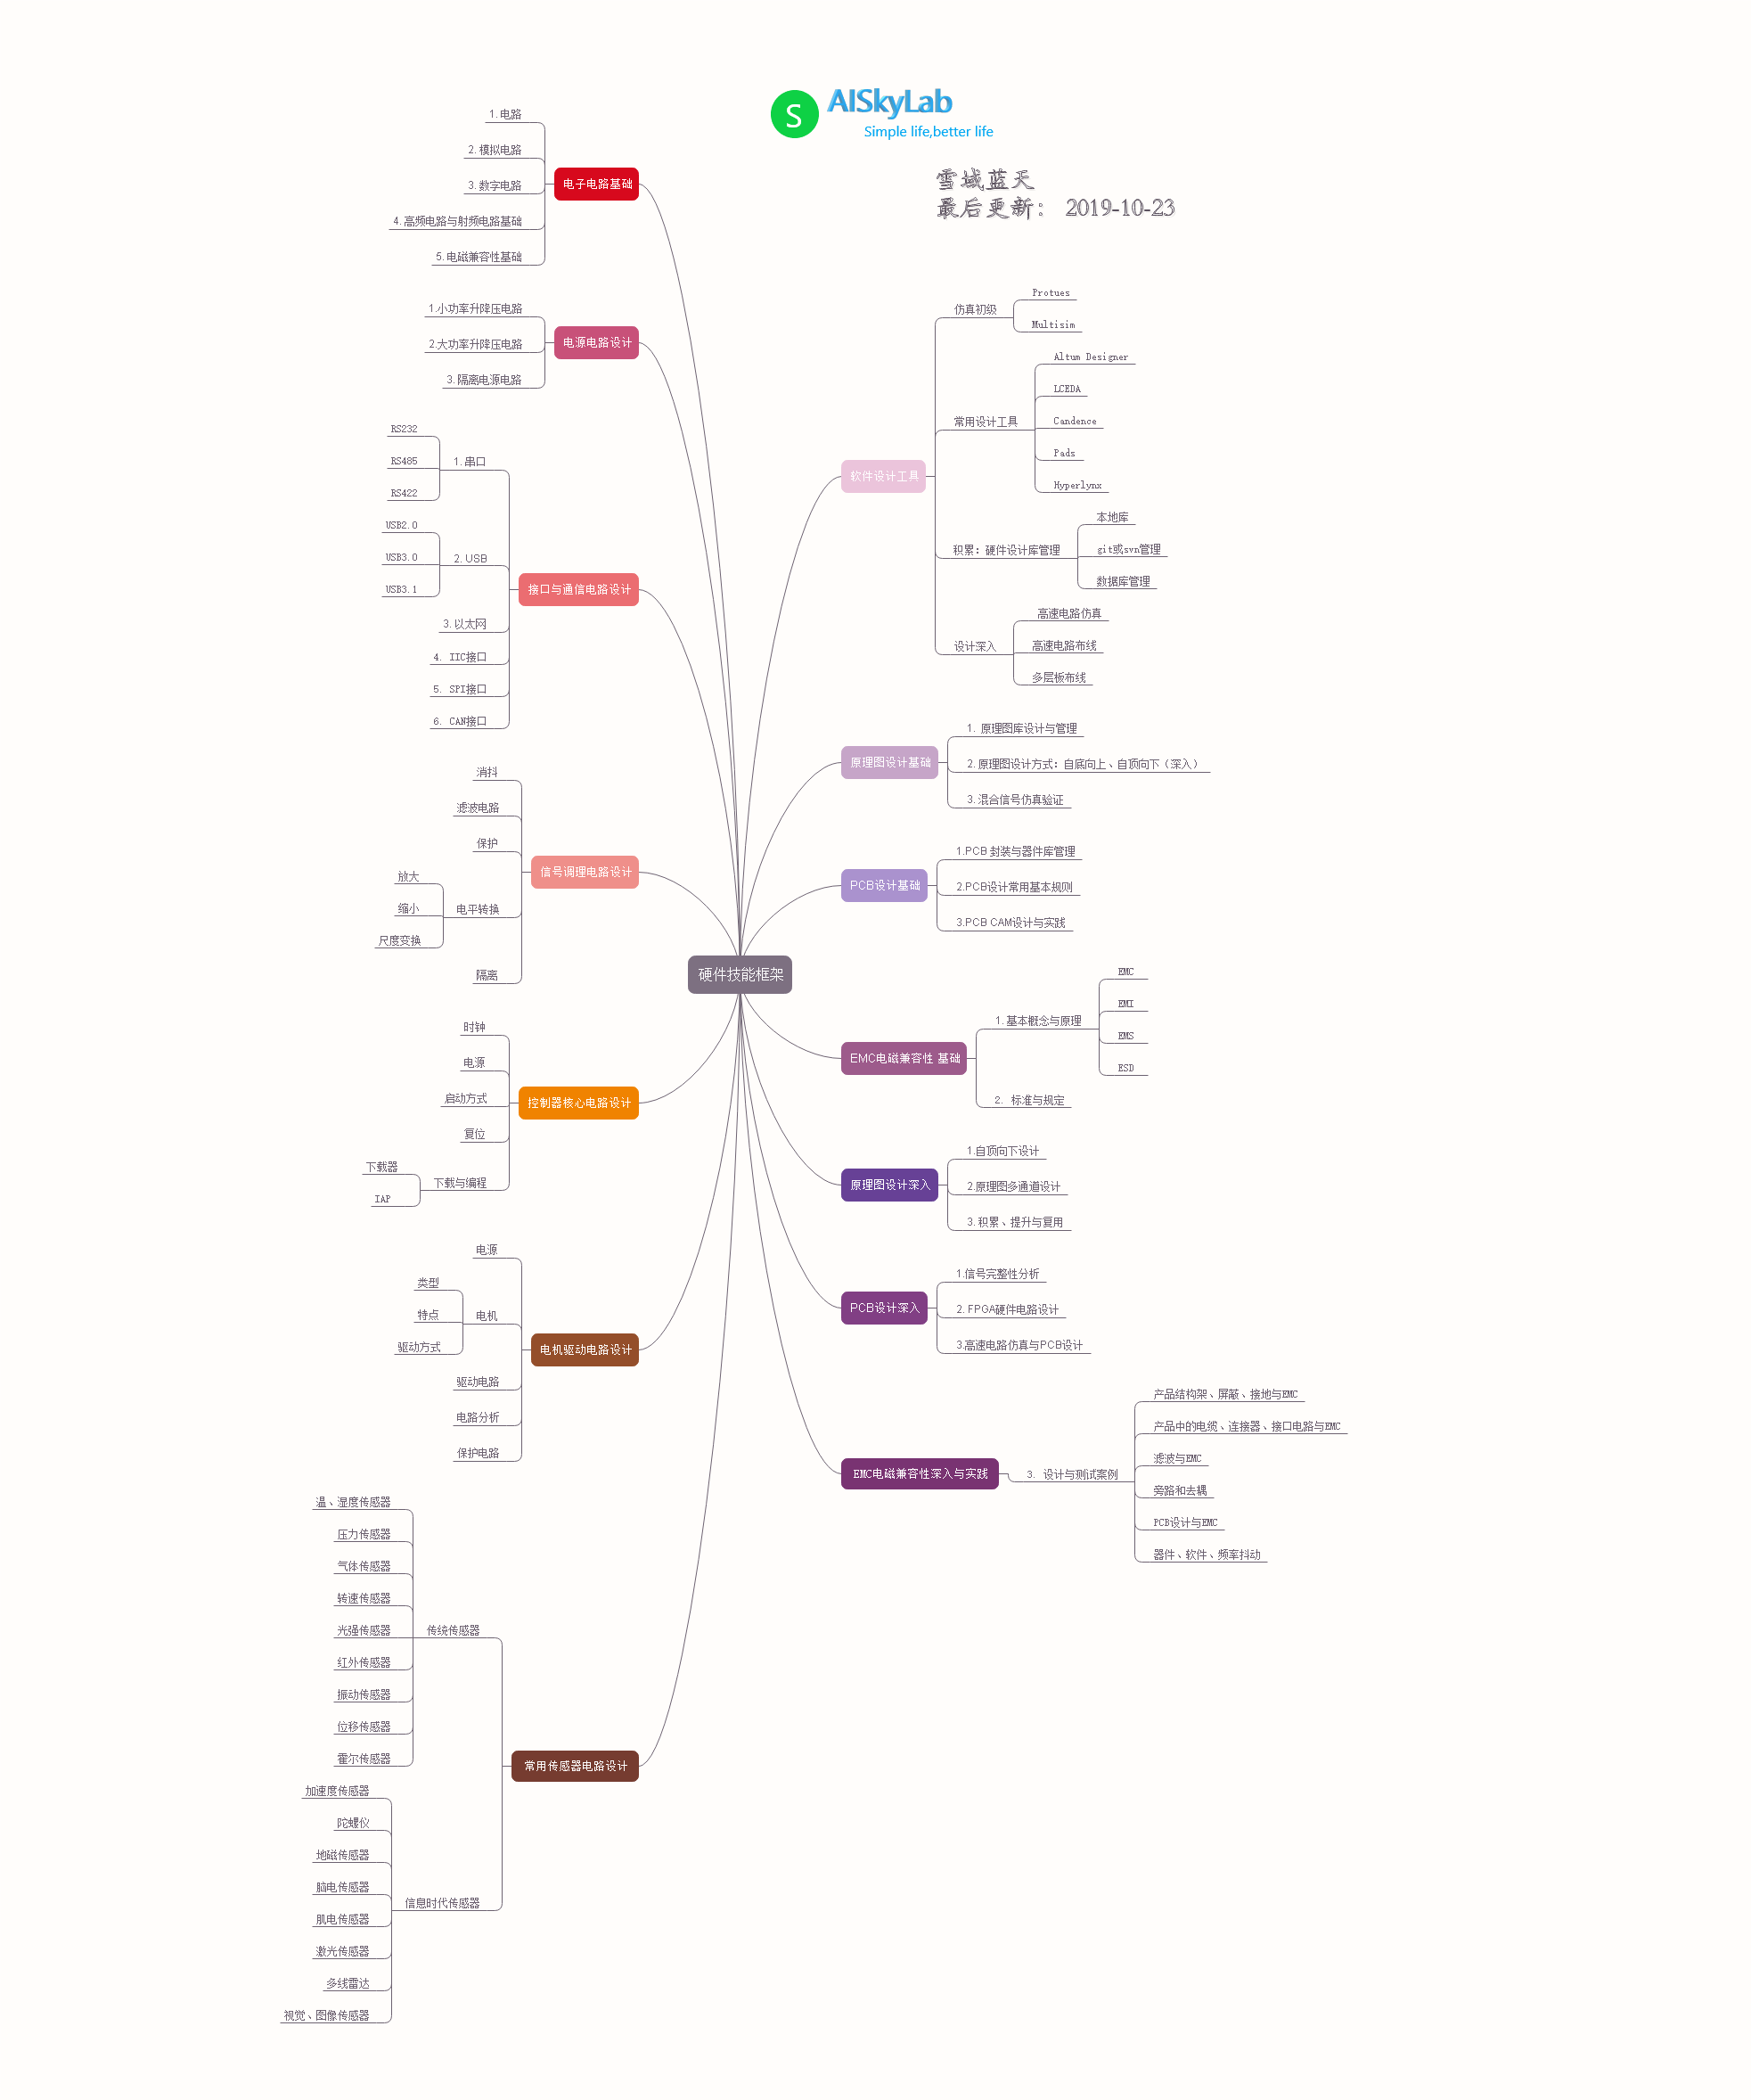 S
AISkyLab
Simple life,better life
雪域蓝天
最后更新： 2019-10-23
硬件技能框架
电子电路基础
1. 电路
2. 模拟电路
3. 数字电路
4. 高频电路与射频电路基础
5. 电磁兼容性基础
电源电路设计
1.小功率升降压电路
2.大功率升降压电路
3. 隔离电源电路
接口与通信电路设计
1. 串口
RS232
RS485
RS422
2. USB
USB2.0
USB3.0
USB3.1
3. 以太网
4. IIC接口
5. SPI接口
6. CAN接口
信号调理电路设计
消抖
滤波电路
保护
电平转换
放大
缩小
尺度变换
隔离
控制器核心电路设计
时钟
电源
启动方式
复位
下载与编程
下载器
IAP
电机驱动电路设计
电源
电机
类型
特点
驱动方式
驱动电路
电路分析
保护电路
常用传感器电路设计
传统传感器
温、湿度传感器
压力传感器
气体传感器
转速传感器
光强传感器
红外传感器
振动传感器
位移传感器
霍尔传感器
信息时代传感器
加速度传感器
陀螺仪
地磁传感器
脑电传感器
肌电传感器
激光传感器
多线雷达
视觉、图像传感器
软件设计工具
仿真初级
Protues
Multisim
常用设计工具
Altum Designer
LCEDA
Candence
Pads
Hyperlynx
积累：硬件设计库管理
本地库
git或svn管理
数据库管理
设计深入
高速电路仿真
高速电路布线
多层板布线
原理图设计基础
1. 原理图库设计与管理
2. 原理图设计方式：自底向上、自顶向下（深入）
3. 混合信号仿真验证
PCB设计基础
1.PCB 封装与器件库管理
2.PCB设计常用基本规则
3.PCB CAM设计与实践
EMC电磁兼容性 基础
1. 基本概念与原理
EMC
EMI
EMS
ESD
2. 标准与规定
原理图设计深入
1.自顶向下设计
2.原理图多通道设计
3. 积累、提升与复用
PCB设计深入
1.信号完整性分析
2. FPGA硬件电路设计
3.高速电路仿真与PCB设计
EMC电磁兼容性深入与实践
3. 设计与测试案例
产品结构架、屏蔽、接地与EMC
产品中的电缆、连接器、接口电路与EMC
滤波与EMC
旁路和去耦
PCB设计与EMC
器件、软件、频率抖动